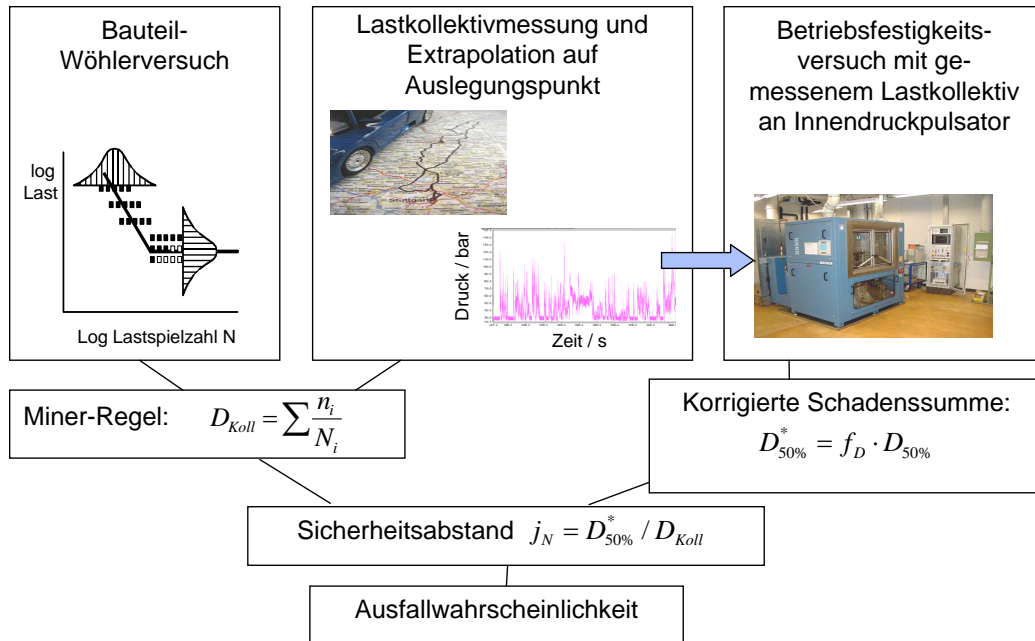 Bauteil-
Wöhlerversuch
log
Last
Log Lastspielzahl N
Lastkollektivmessung und
Extrapolation auf
Auslegungspunkt
Stuttgart
Druck / bar
Zeit / s
Betriebsfestigkeits-
versuch mit ge-
messenem Lastkollektiv
an Innendruckpulsator
Miner-Regel: D_Koll = ∑ n_i / N_i
Korrigierte Schadenssumme:
D*_50% = f_D · D_50%
Sicherheitsabstand j_N = D*_50% / D_Koll
Ausfallwahrscheinlichkeit